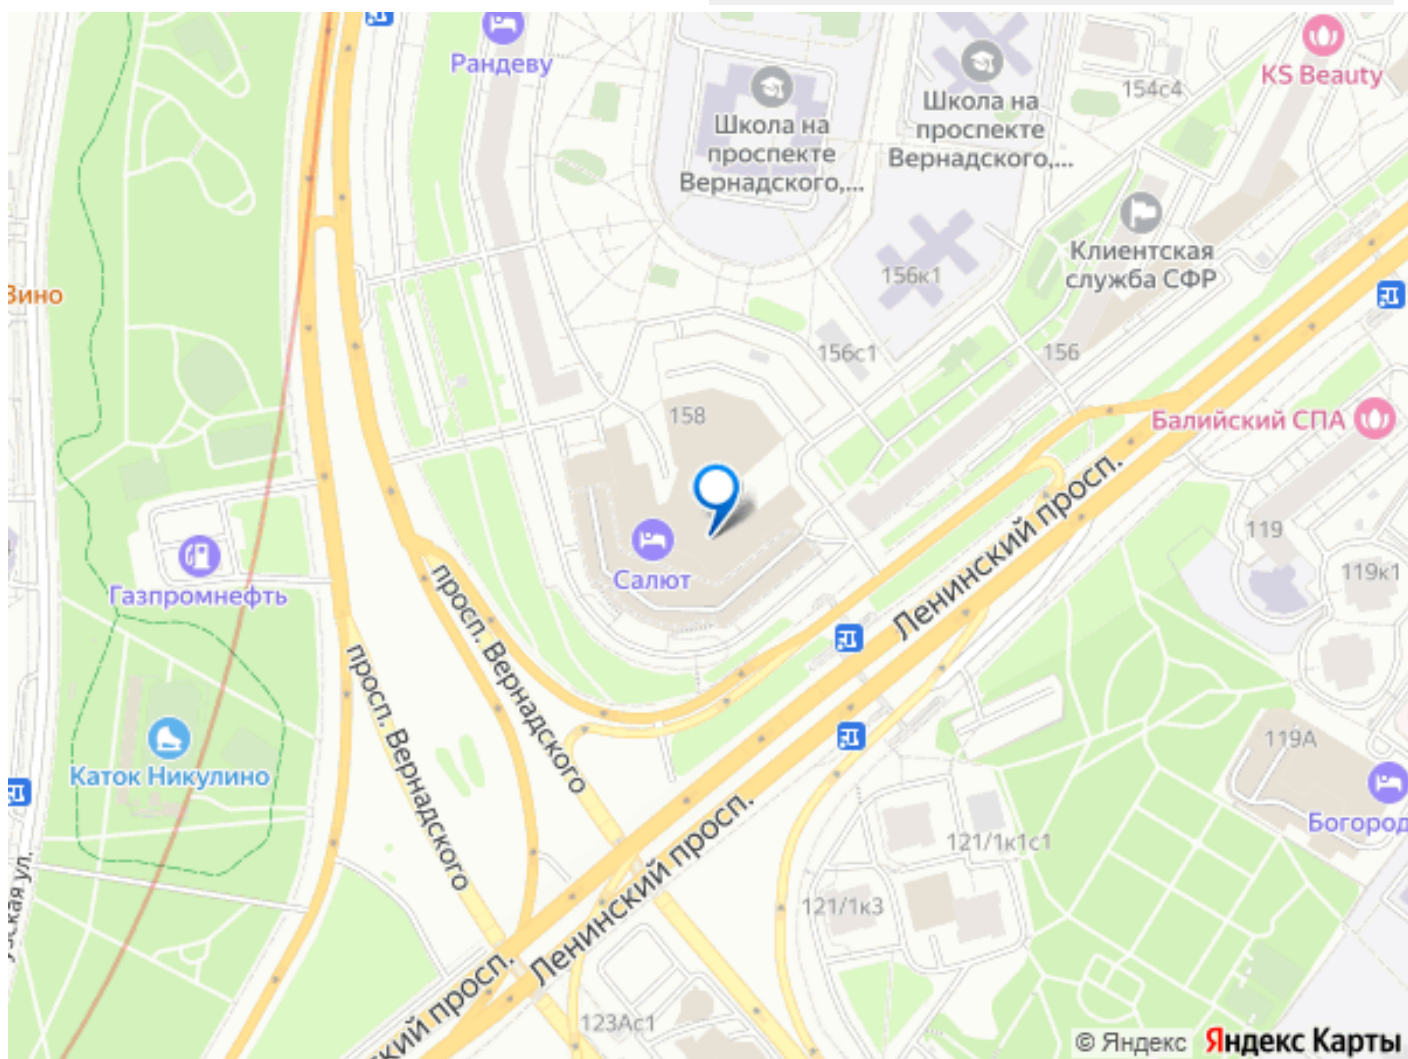 Рандеву
KS Beauty
154с4
Школа на
проспекте
Вернадского,...
Школа на
проспекте
Вернадского,...
Клиентская
служба СФР
156к1
Вино
156с1
156
158
Балийский СПА
Ленинский просп.
119
119к1
Салют
Газпромнефть
просп. Вернадского
просп. Вернадского
Каток Никулино
119А
Богород
121/1к1с1
121/1к3
Ленинский просп.
просп.
ул.
123Ас1
© Яндекс Яндекс Карты